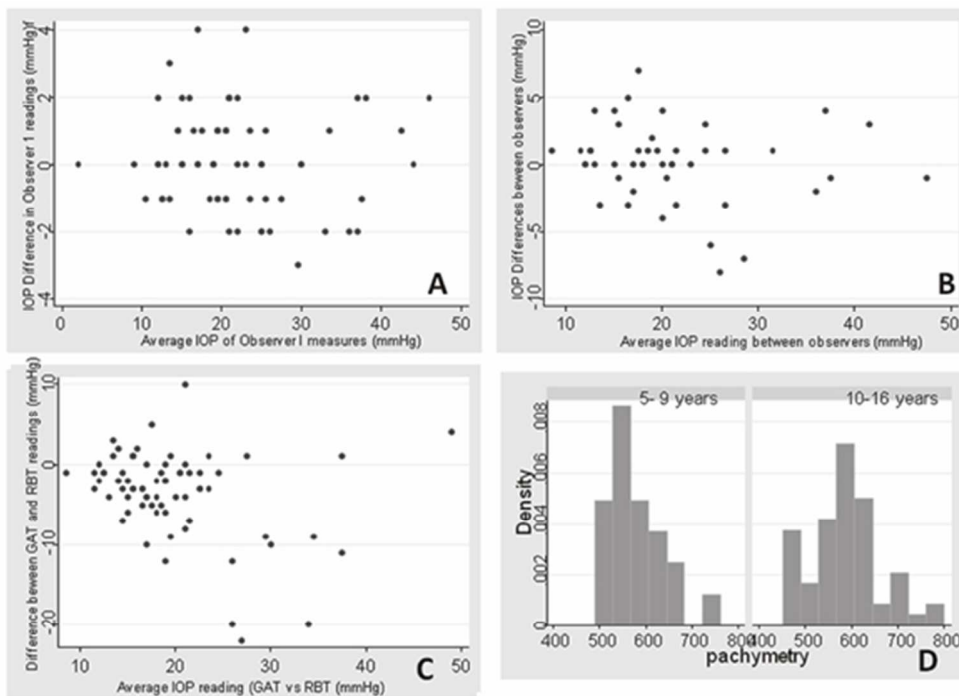 IOP Difference in Observer 1 readings (mmHg)f
4
2
0
-2
-4
A
0 10 20 30 40 50
Average IOP of Observer I measures (mmHg)
IOP Differences beween observers (mmHg)
10
5
0
-5
-10
B
10 20 30 40 50
Average IOP reading between observers (mmHg)
Difference beween GAT and RBT readings (mmHg)
10
0
-10
-20
C
10 20 30 40 50
Average IOP reading (GAT vs RBT (mmHg)
5- 9 years
10-16 years
Density
.008
.006
.004
.002
0
400 500 600 700 800
400 500 600 700 800
pachymetry
D